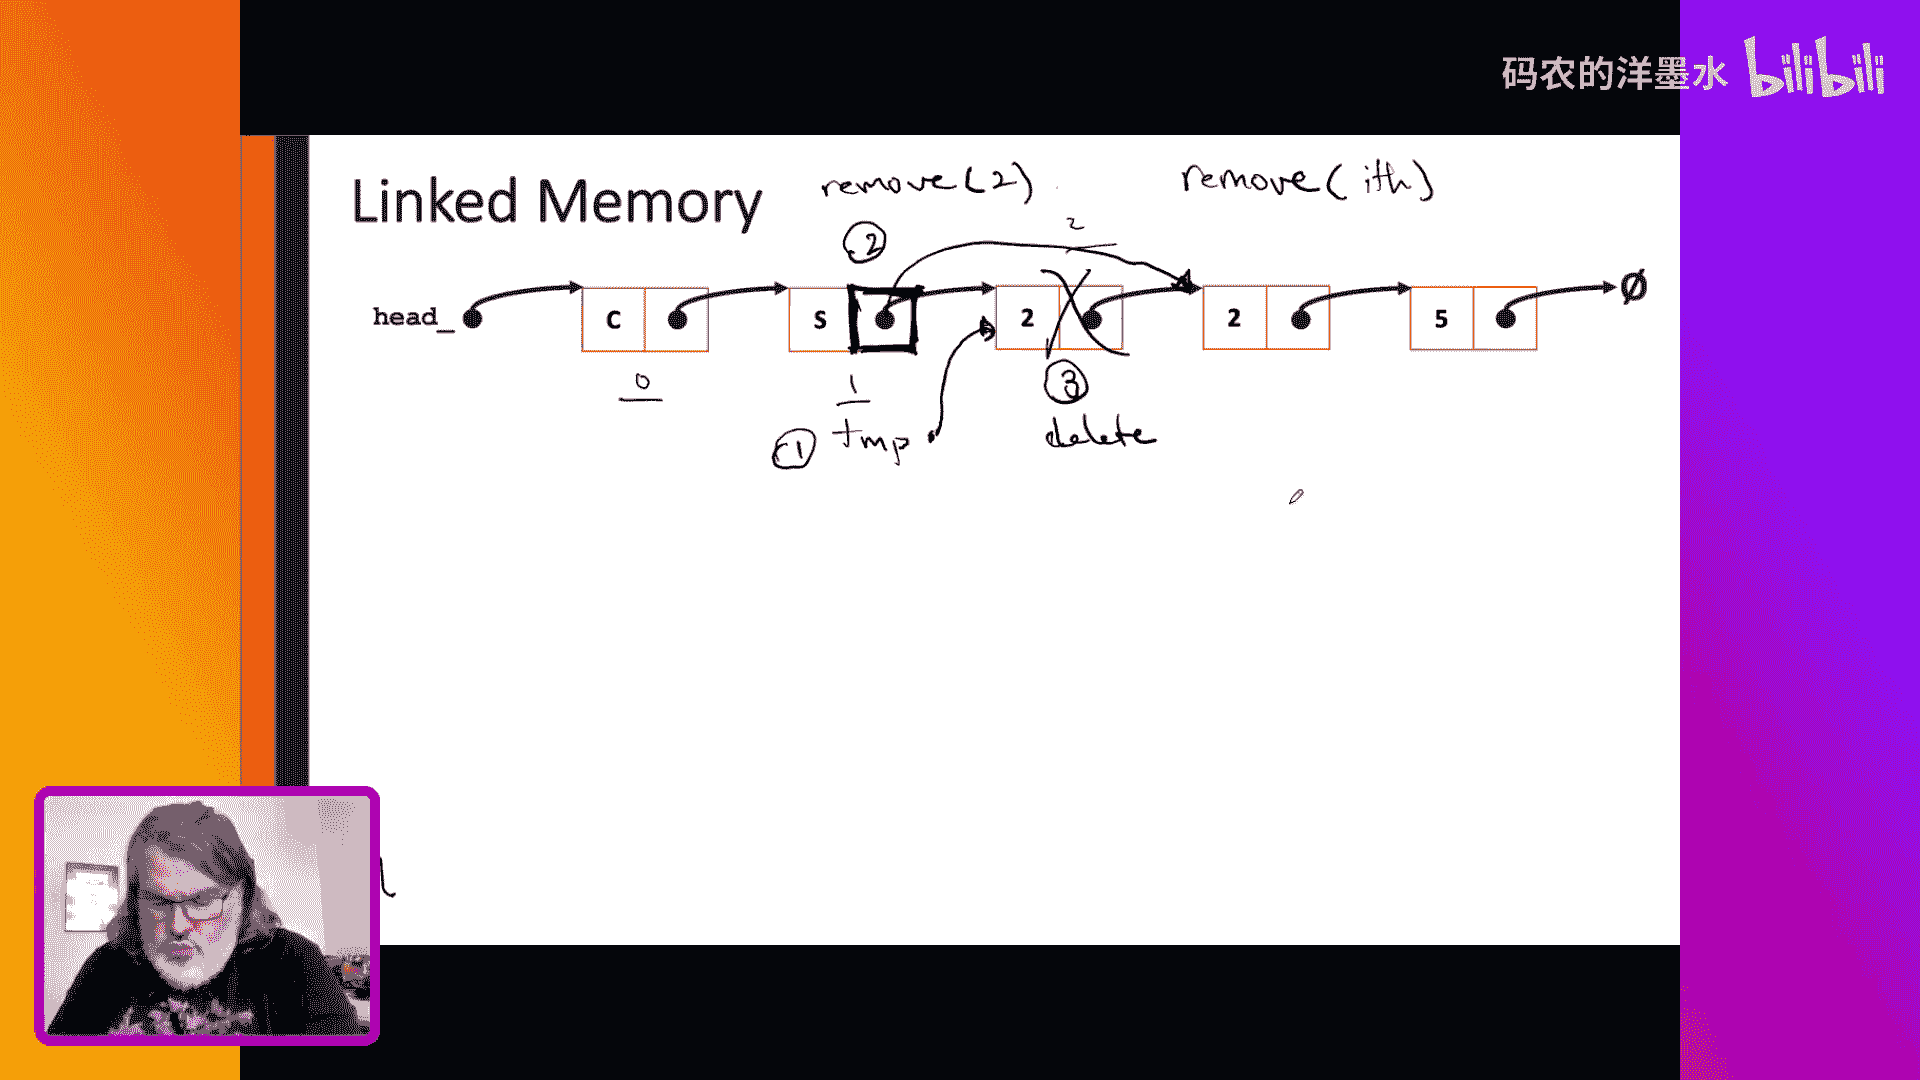 码农的洋墨水 bilibili
Linked Memory remove(2) remove(ith)
② 2
head_ C S 2 2 5 Ø
0 1 ③
① tmp delete